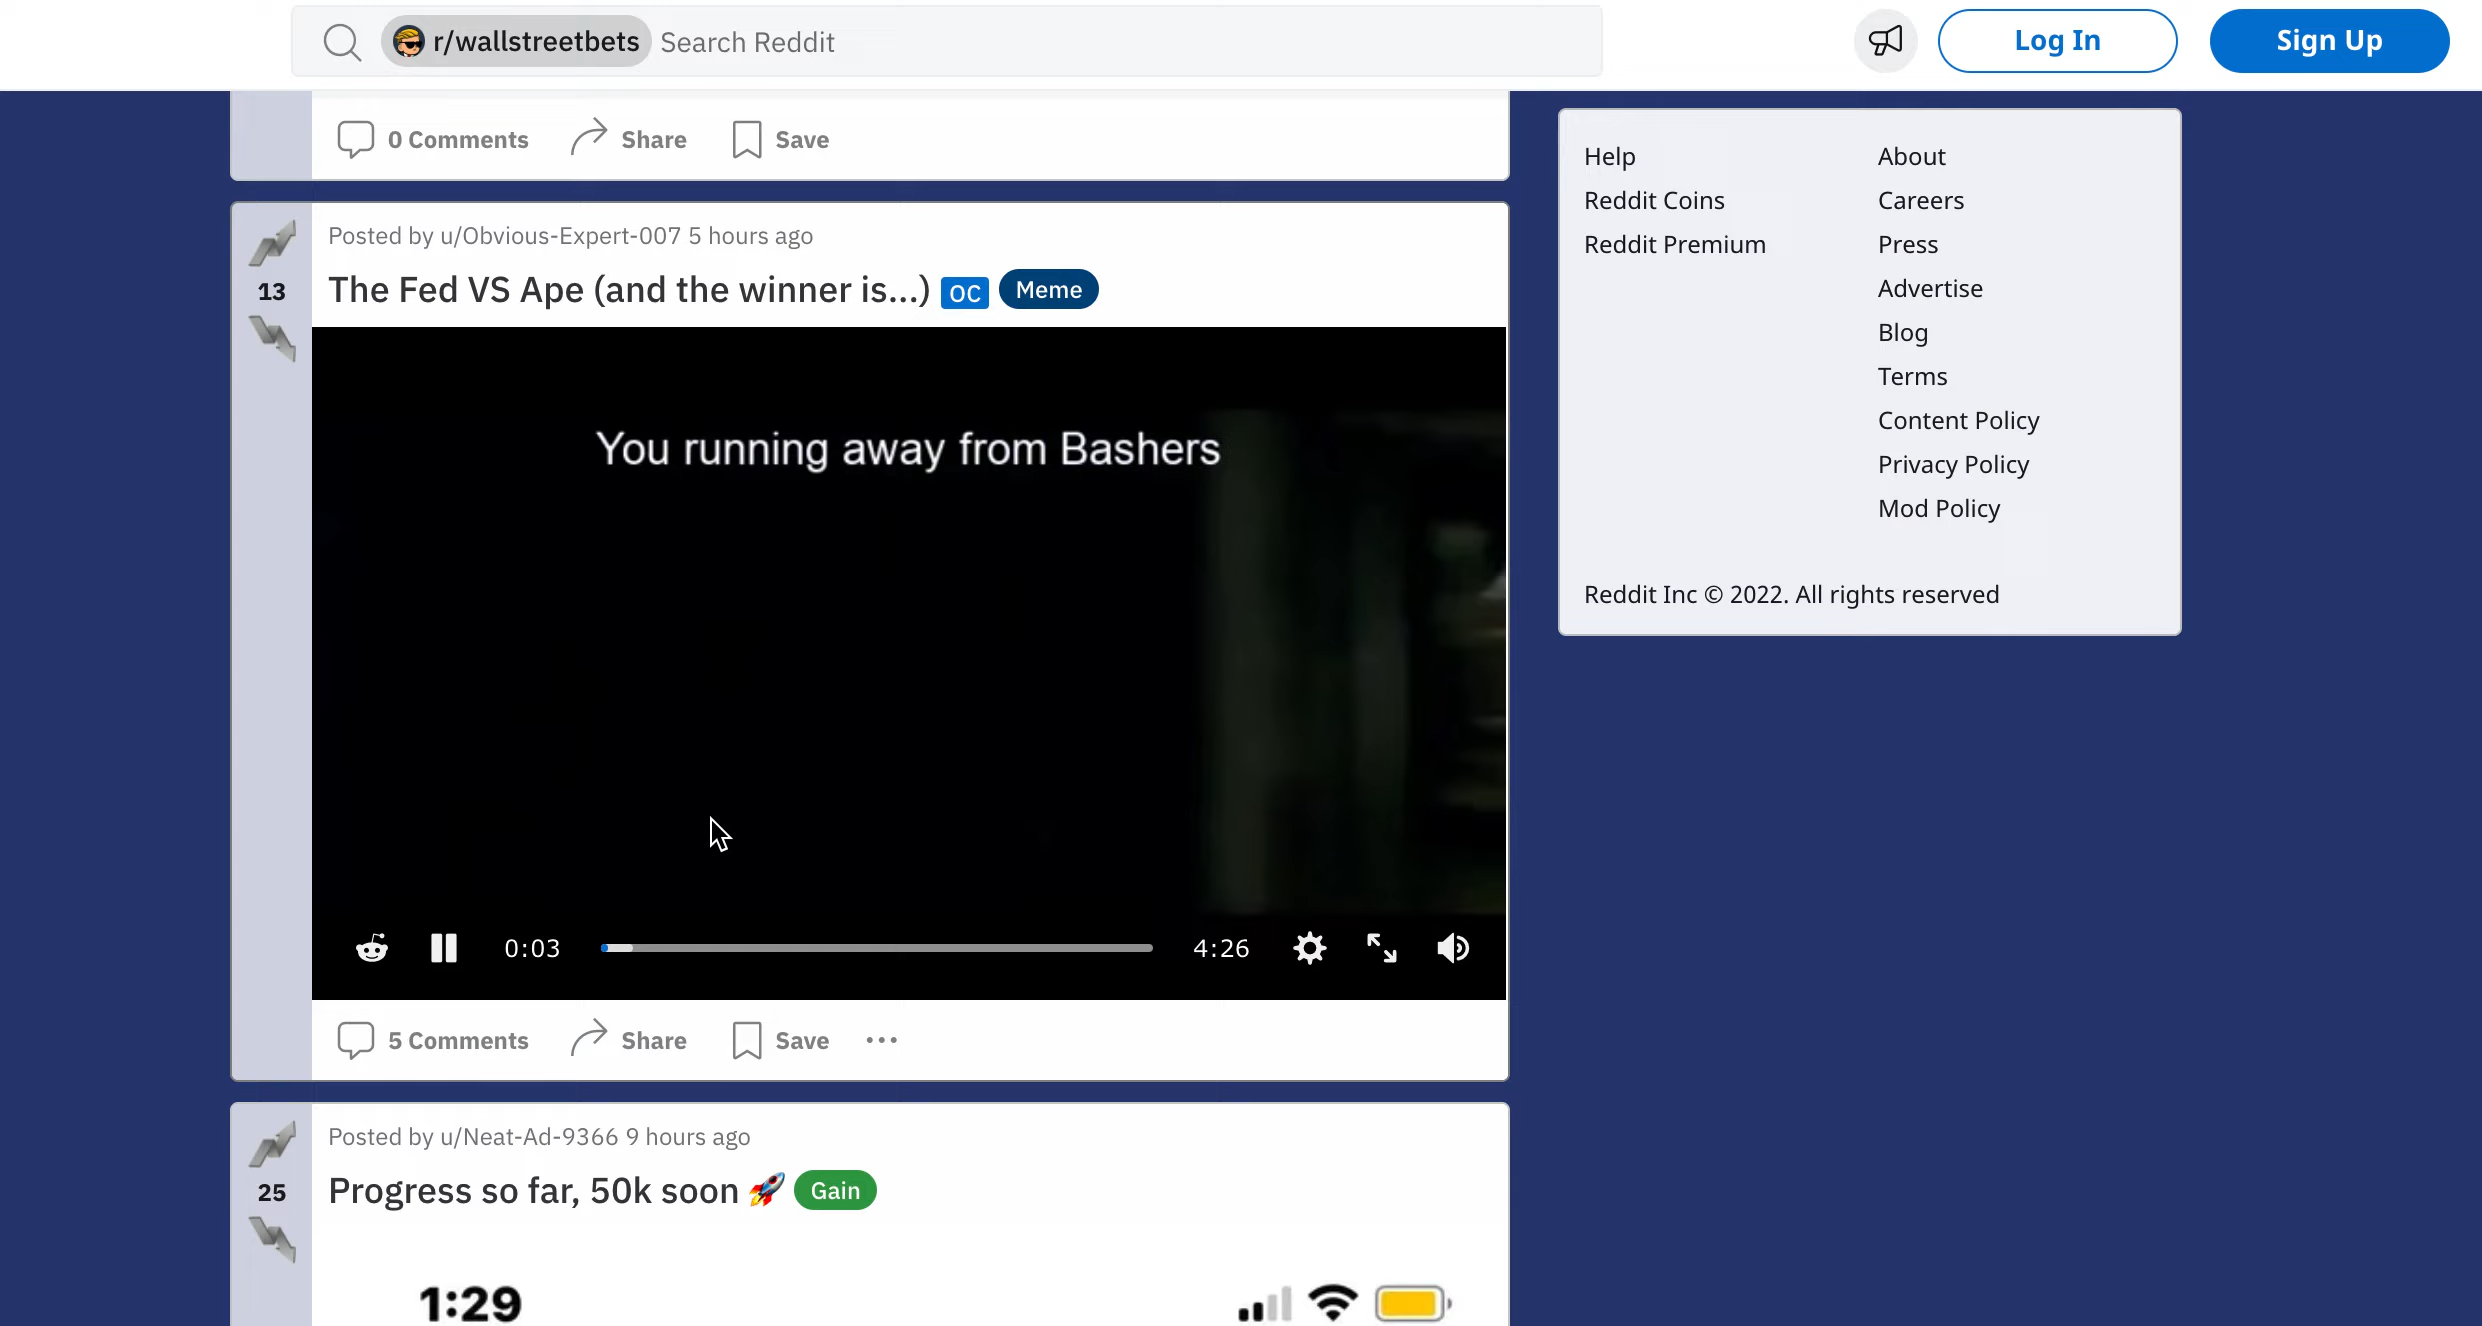 r/wallstreetbets Search Reddit
Log In
Sign Up
0 Comments Share Save
Posted by u/Obvious-Expert-007 5 hours ago
13
The Fed VS Ape (and the winner is...) OC Meme
You running away from Bashers
0:03 4:26
5 Comments Share Save
Posted by u/Neat-Ad-9366 9 hours ago
25
Progress so far, 50k soon 🚀 Gain
1:29
Help
Reddit Coins
Reddit Premium
About
Careers
Press
Advertise
Blog
Terms
Content Policy
Privacy Policy
Mod Policy
Reddit Inc © 2022. All rights reserved